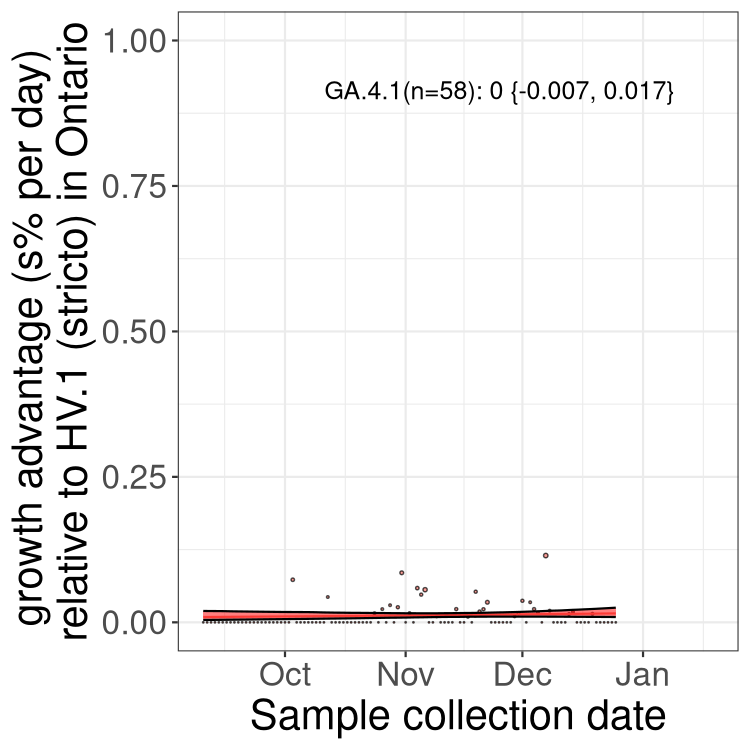 growth advantage (s% per day)
relative to HV.1 (stricto) in Ontario
1.00
0.75
0.50
0.25
0.00
GA.4.1(n=58): 0 {-0.007, 0.017}
Oct Nov Dec Jan
Sample collection date